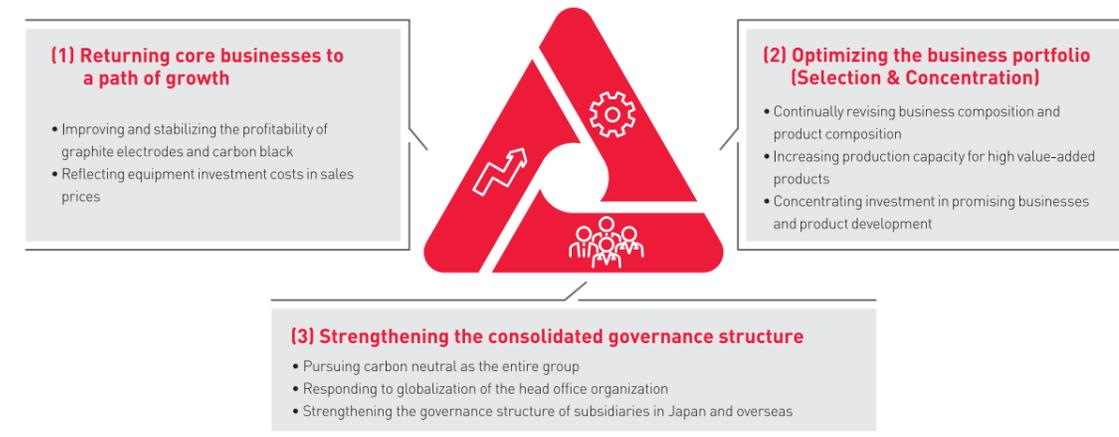 (1) Returning core businesses to
a path of growth
• Improving and stabilizing the profitability of
graphite electrodes and carbon black
• Reflecting equipment investment costs in sales
prices
(2) Optimizing the business portfolio
(Selection & Concentration)
• Continually revising business composition and
product composition
• Increasing production capacity for high value-added
products
• Concentrating investment in promising businesses
and product development
(3) Strengthening the consolidated governance structure
• Pursuing carbon neutral as the entire group
• Responding to globalization of the head office organization
• Strengthening the governance structure of subsidiaries in Japan and overseas